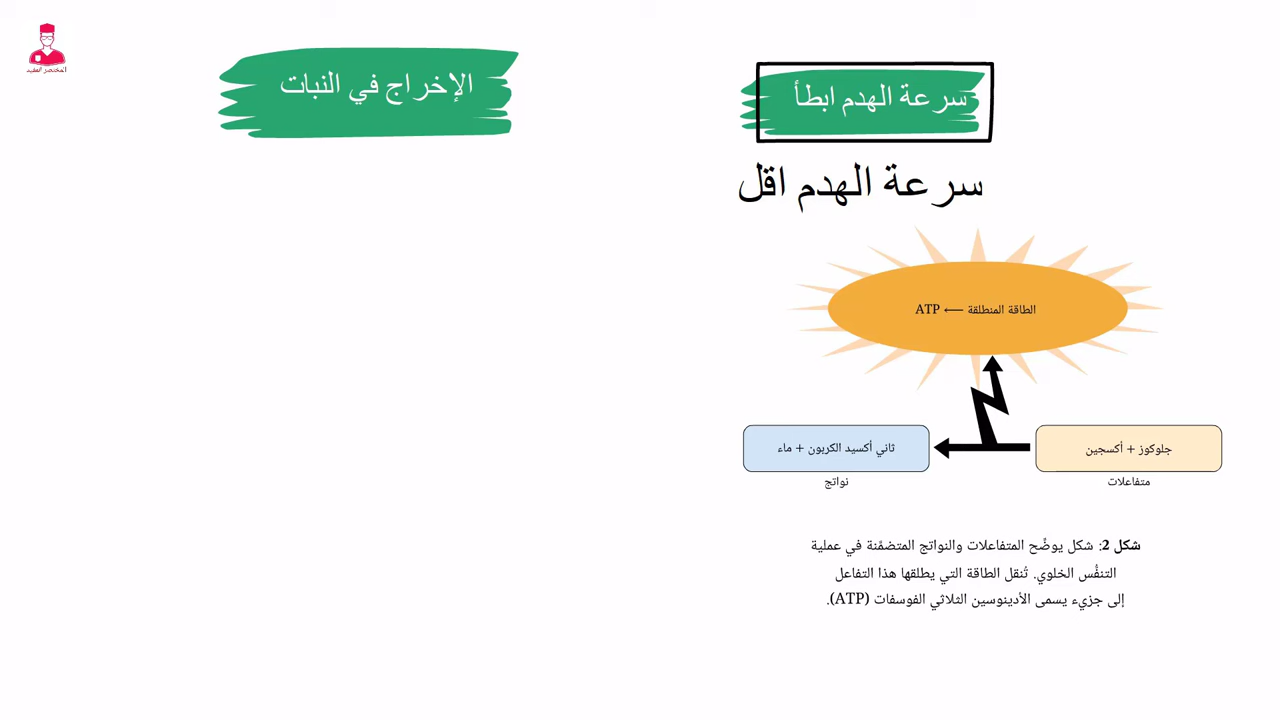 المختصر المفيد
الإخراج في النبات
سرعة الهدم ابطأ
سرعة الهدم اقل
الطاقة المنطلقة ⟵ ATP
جلوكوز + أكسجين
ثاني أكسيد الكربون + ماء
متفاعلات
نواتج
شكل 2: شكل يوضِّح المتفاعلات والنواتج المتضمَّنة في عملية
التنفُّس الخلوي. تُنقل الطاقة التي يطلقها هذا التفاعل
إلى جزيء يسمى الأدينوسين الثلاثي الفوسفات (ATP).